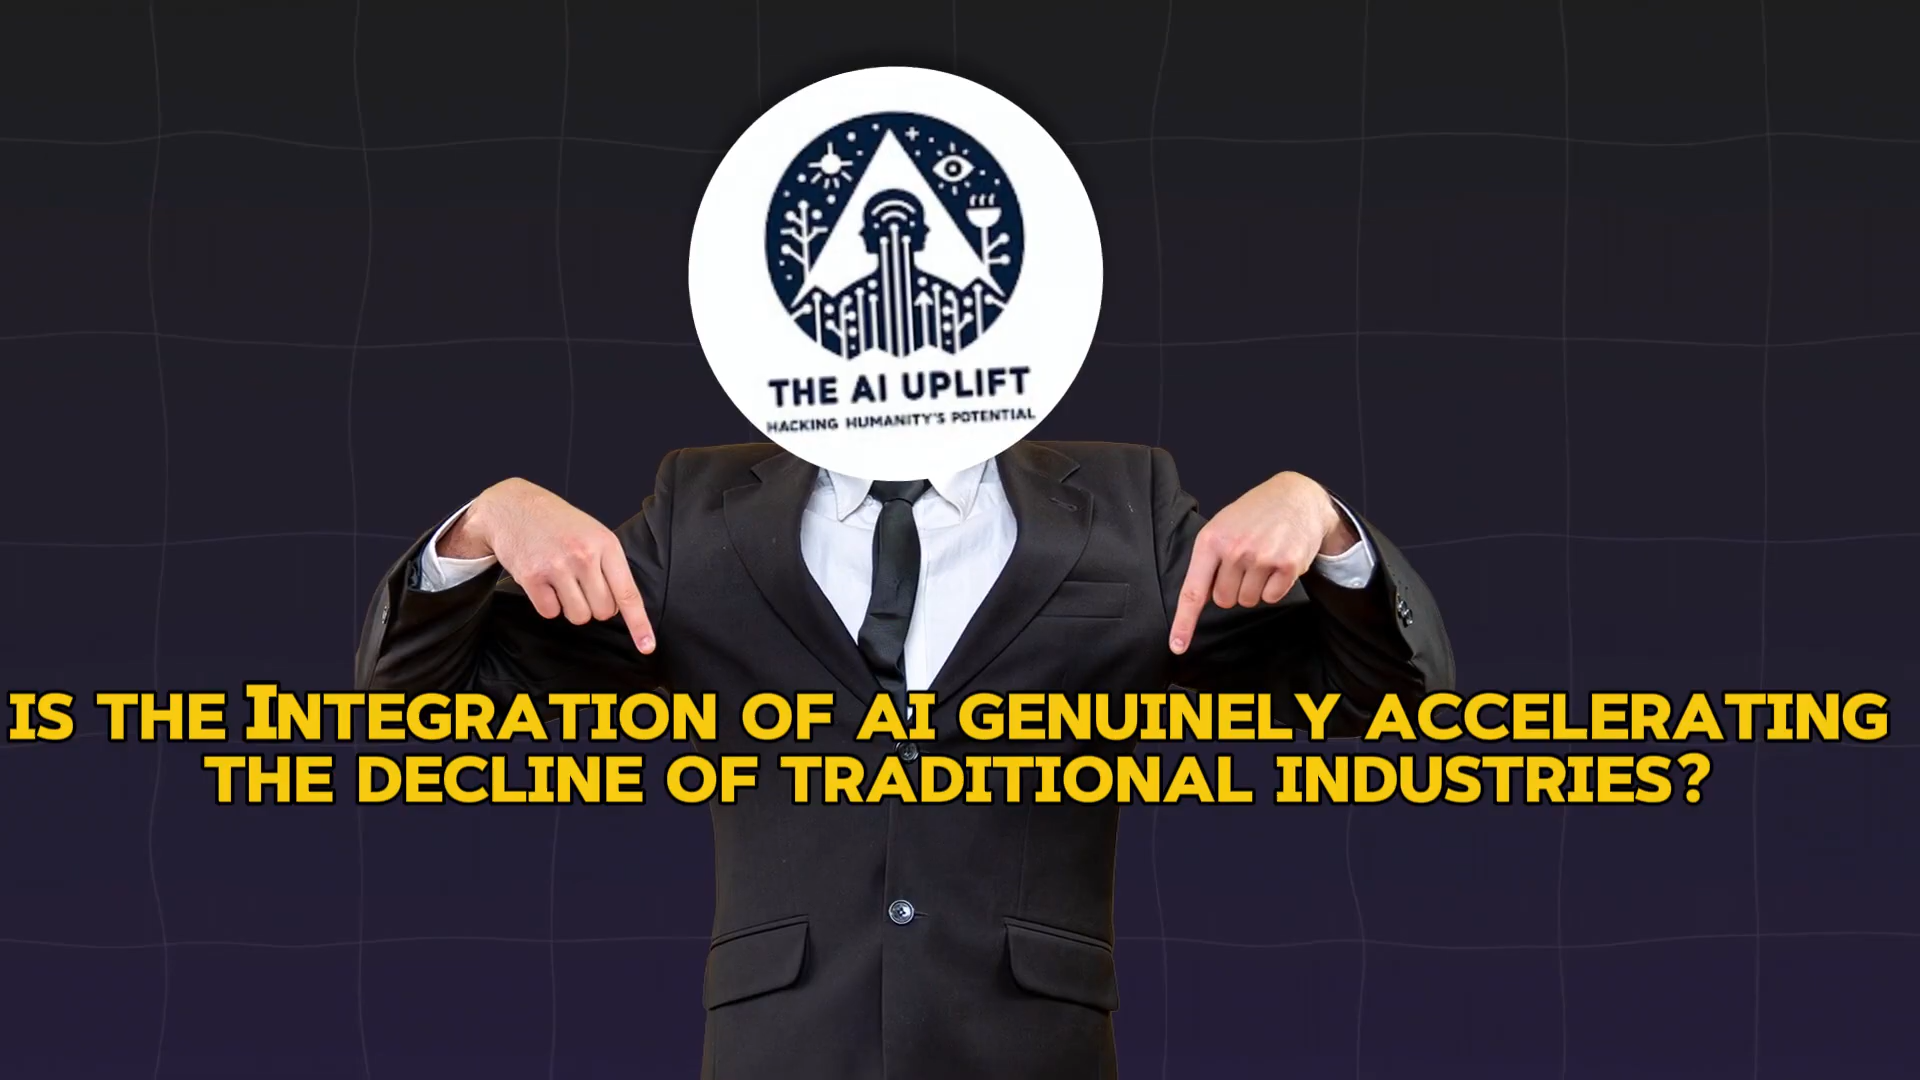 THE AI UPLIFT
HACKING HUMANITY'S POTENTIAL
IS THE INTEGRATION OF AI GENUINELY ACCELERATING
THE DECLINE OF TRADITIONAL INDUSTRIES?